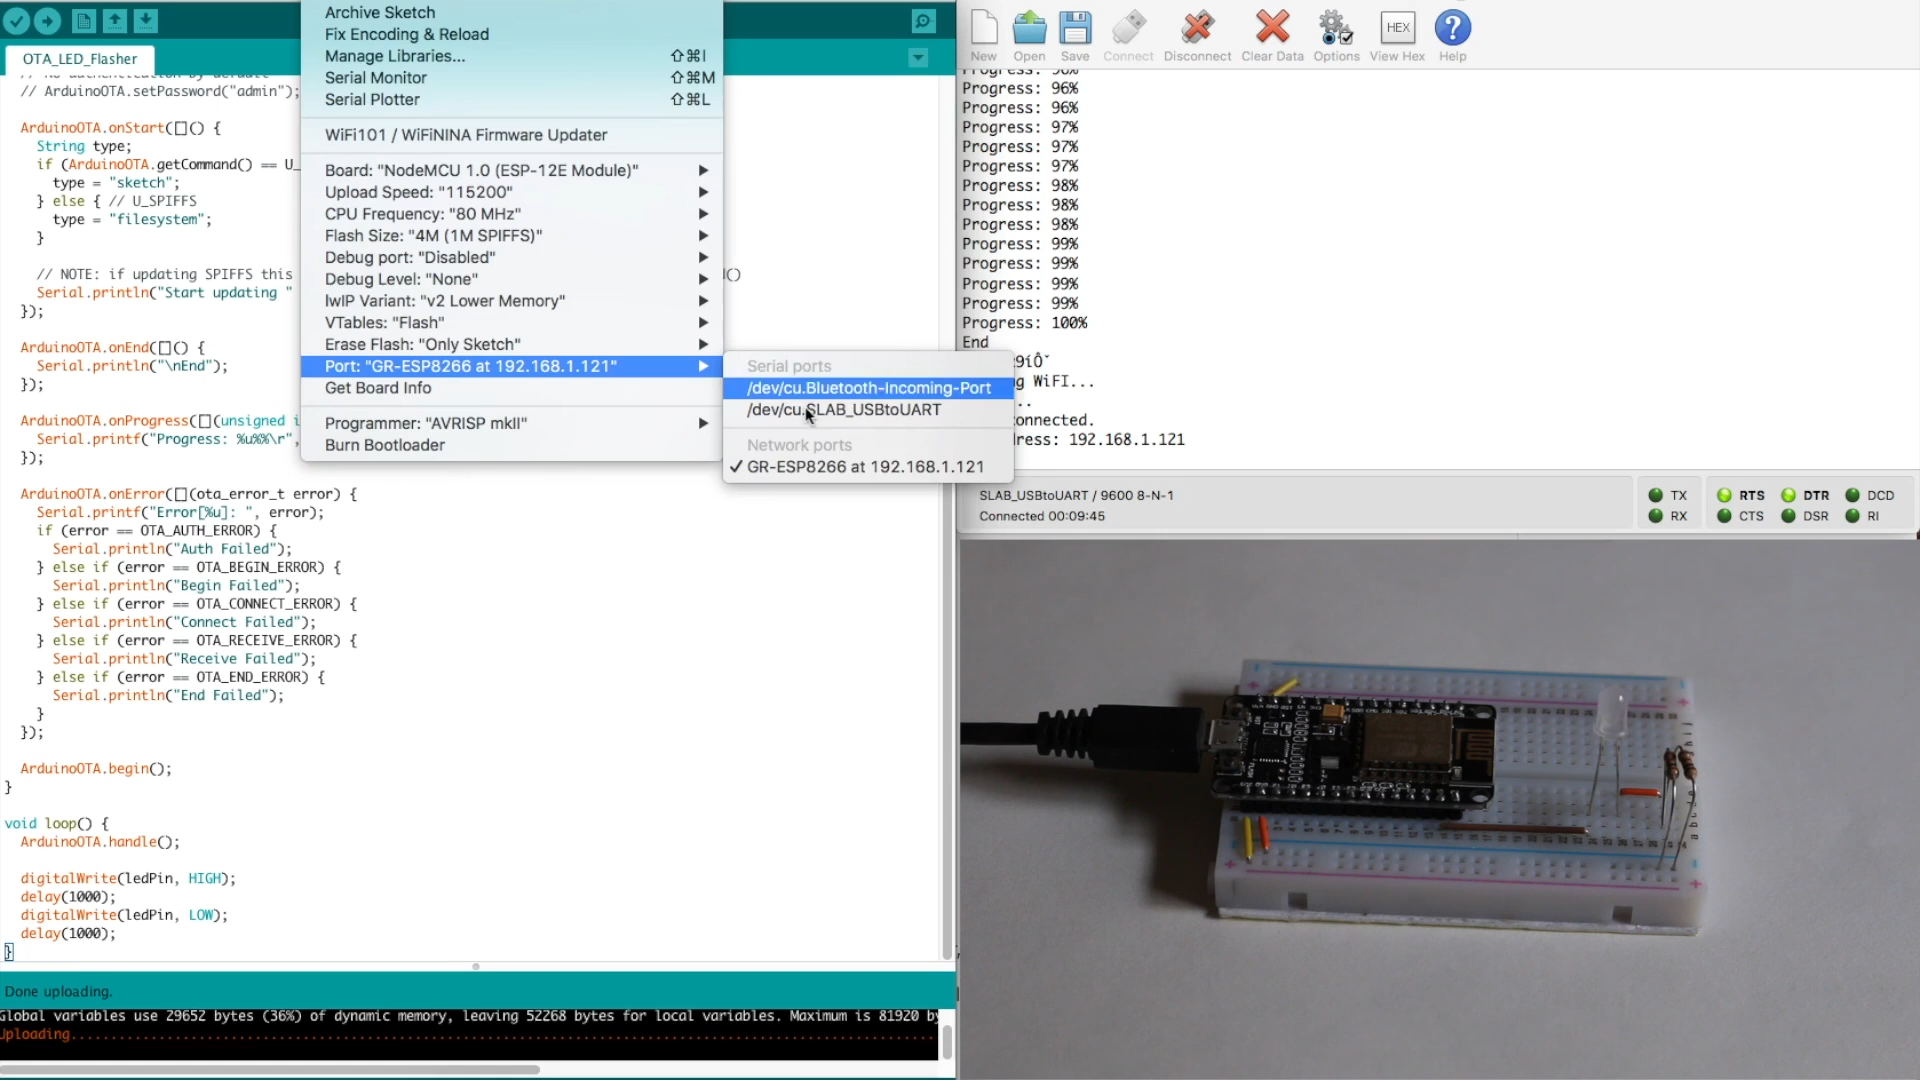 OTA_LED_Flasher
// ArduinoOTA.setPassword("admin");
ArduinoOTA.onStart([]() {
String type;
if (ArduinoOTA.getCommand() == U_
type = "sketch";
} else { // U_SPIFFS
type = "filesystem";
}
// NOTE: if updating SPIFFS this
()
Serial.println("Start updating "
});
ArduinoOTA.onEnd([]() {
Serial.println("\nEnd");
});
ArduinoOTA.onProgress([](unsigned i
Serial.printf("Progress: %u%%\r",
});
ArduinoOTA.onError([](ota_error_t error) {
Serial.printf("Error[%u]: ", error);
if (error == OTA_AUTH_ERROR) {
Serial.println("Auth Failed");
} else if (error == OTA_BEGIN_ERROR) {
Serial.println("Begin Failed");
} else if (error == OTA_CONNECT_ERROR) {
Serial.println("Connect Failed");
} else if (error == OTA_RECEIVE_ERROR) {
Serial.println("Receive Failed");
} else if (error == OTA_END_ERROR) {
Serial.println("End Failed");
}
});
ArduinoOTA.begin();
}
void loop() {
ArduinoOTA.handle();
digitalWrite(ledPin, HIGH);
delay(1000);
digitalWrite(ledPin, LOW);
delay(1000);
}
Done uploading.
Global variables use 29652 bytes (36%) of dynamic memory, leaving 52268 bytes for local variables. Maximum is 81920 by
Uploading................
Archive Sketch
Fix Encoding & Reload
Manage Libraries... ⇧⌘I
Serial Monitor ⇧⌘M
Serial Plotter ⇧⌘L
WiFi101 / WiFiNINA Firmware Updater
Board: "NodeMCU 1.0 (ESP-12E Module)"
Upload Speed: "115200"
CPU Frequency: "80 MHz"
Flash Size: "4M (1M SPIFFS)"
Debug port: "Disabled"
Debug Level: "None"
IwIP Variant: "v2 Lower Memory"
VTables: "Flash"
Erase Flash: "Only Sketch"
Port: "GR-ESP8266 at 192.168.1.121"
Get Board Info
Programmer: "AVRISP mkII"
Burn Bootloader
Serial ports
/dev/cu.Bluetooth-Incoming-Port
/dev/cu.SLAB_USBtoUART
Network ports
✓ GR-ESP8266 at 192.168.1.121
New Open Save Connect Disconnect Clear Data Options View Hex Help
HEX
Progress: 96%
Progress: 96%
Progress: 96%
Progress: 97%
Progress: 97%
Progress: 97%
Progress: 98%
Progress: 98%
Progress: 98%
Progress: 99%
Progress: 99%
Progress: 99%
Progress: 99%
Progress: 100%
End
g WiFI...
..
onnected.
ress: 192.168.1.121
SLAB_USBtoUART / 9600 8-N-1
Connected 00:09:45
TX RTS DTR DCD
RX CTS DSR RI